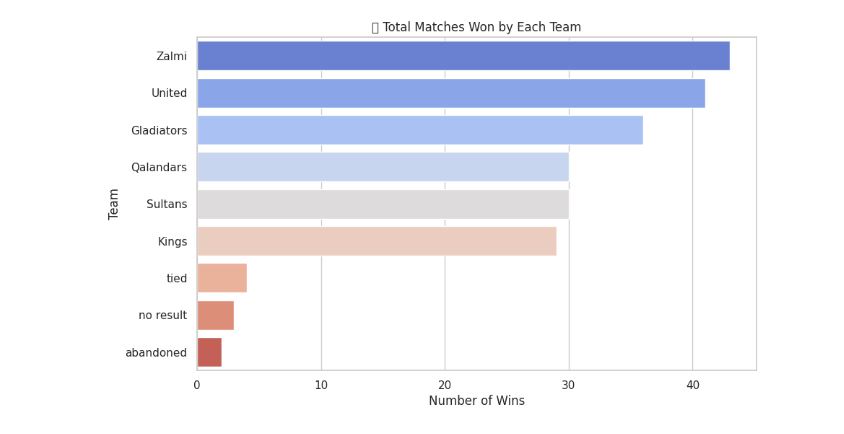 Total Matches Won by Each Team
Zalmi
United
Gladiators
Qalandars
Sultans
Kings
tied
no result
abandoned
Team
0 10 20 30 40
Number of Wins